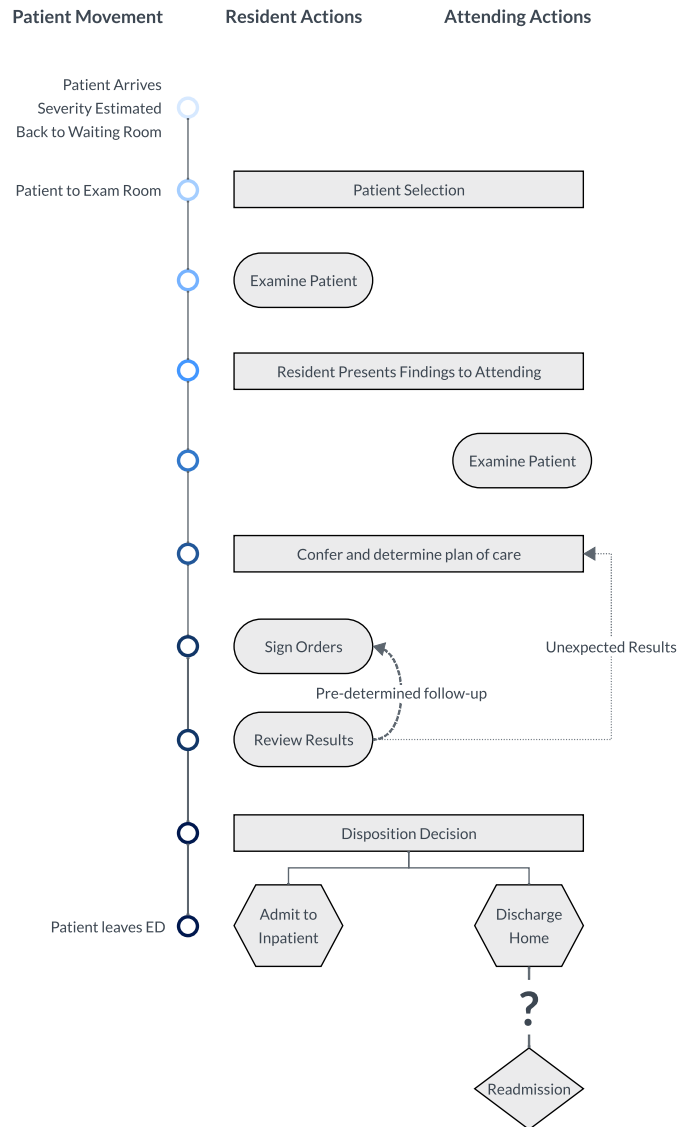 Patient Movement
Resident Actions
Attending Actions
Patient Arrives
Severity Estimated
Back to Waiting Room
Patient to Exam Room
Patient Selection
Examine Patient
Resident Presents Findings to Attending
Examine Patient
Confer and determine plan of care
Sign Orders
Unexpected Results
Pre-determined follow-up
Review Results
Disposition Decision
Patient leaves ED
Admit to
Inpatient
Discharge
Home
?
Readmission